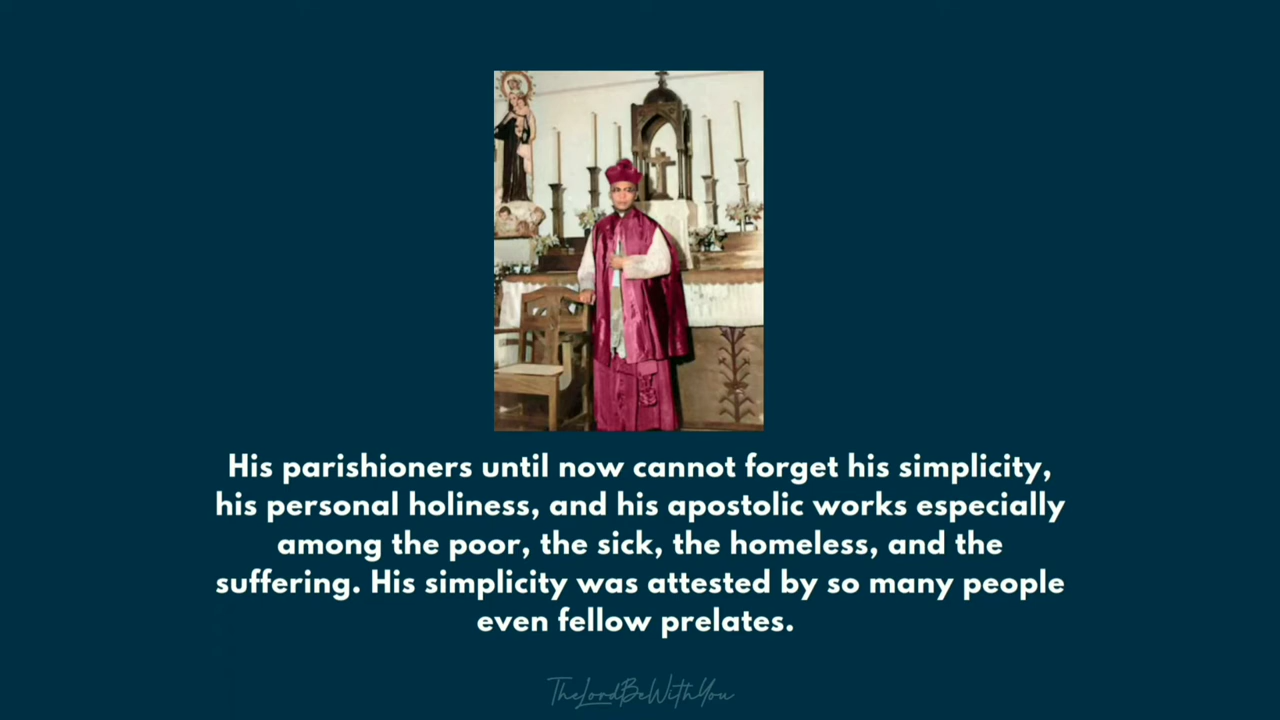 His parishioners until now cannot forget his simplicity,
his personal holiness, and his apostolic works especially
among the poor, the sick, the homeless, and the
suffering. His simplicity was attested by so many people
even fellow prelates.
TheLordBeWithYou